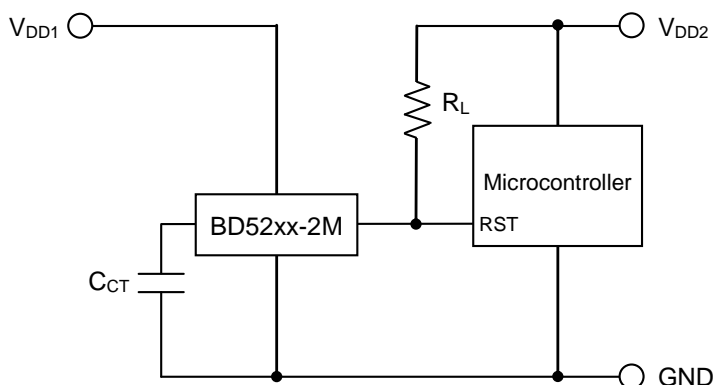 VDD1
VDD2
RL
Microcontroller
BD52xx-2M
RST
CCT
GND